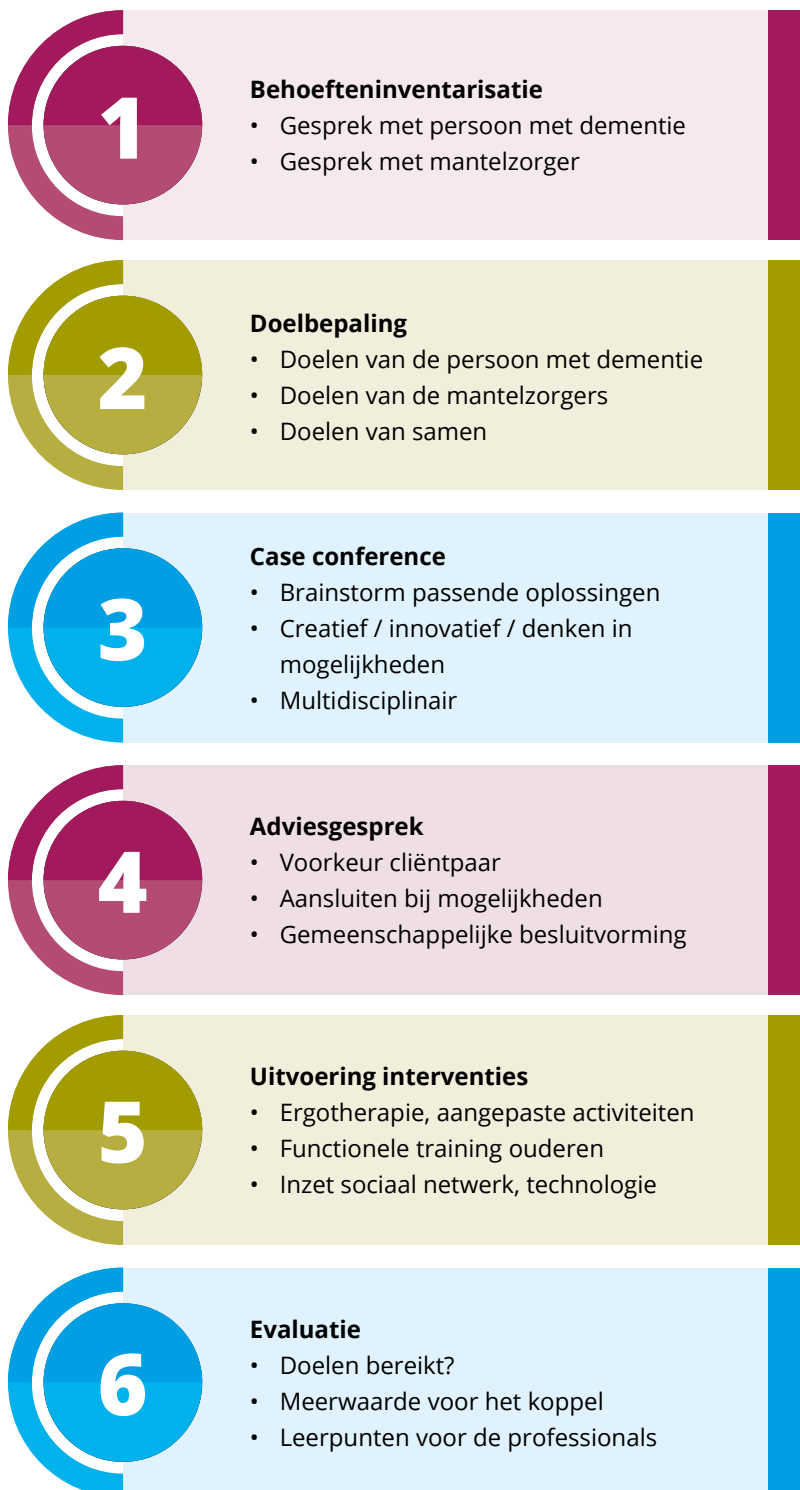 1
Behoefteninventarisatie
• Gesprek met persoon met dementie
• Gesprek met mantelzorger
2
Doelbepaling
• Doelen van de persoon met dementie
• Doelen van de mantelzorgers
• Doelen van samen
3
Case conference
• Brainstorm passende oplossingen
• Creatief / innovatief / denken in
mogelijkheden
• Multidisciplinair
4
Adviesgesprek
• Voorkeur cliëntpaar
• Aansluiten bij mogelijkheden
• Gemeenschappelijke besluitvorming
5
Uitvoering interventies
• Ergotherapie, aangepaste activiteiten
• Functionele training ouderen
• Inzet sociaal netwerk, technologie
6
Evaluatie
• Doelen bereikt?
• Meerwaarde voor het koppel
• Leerpunten voor de professionals